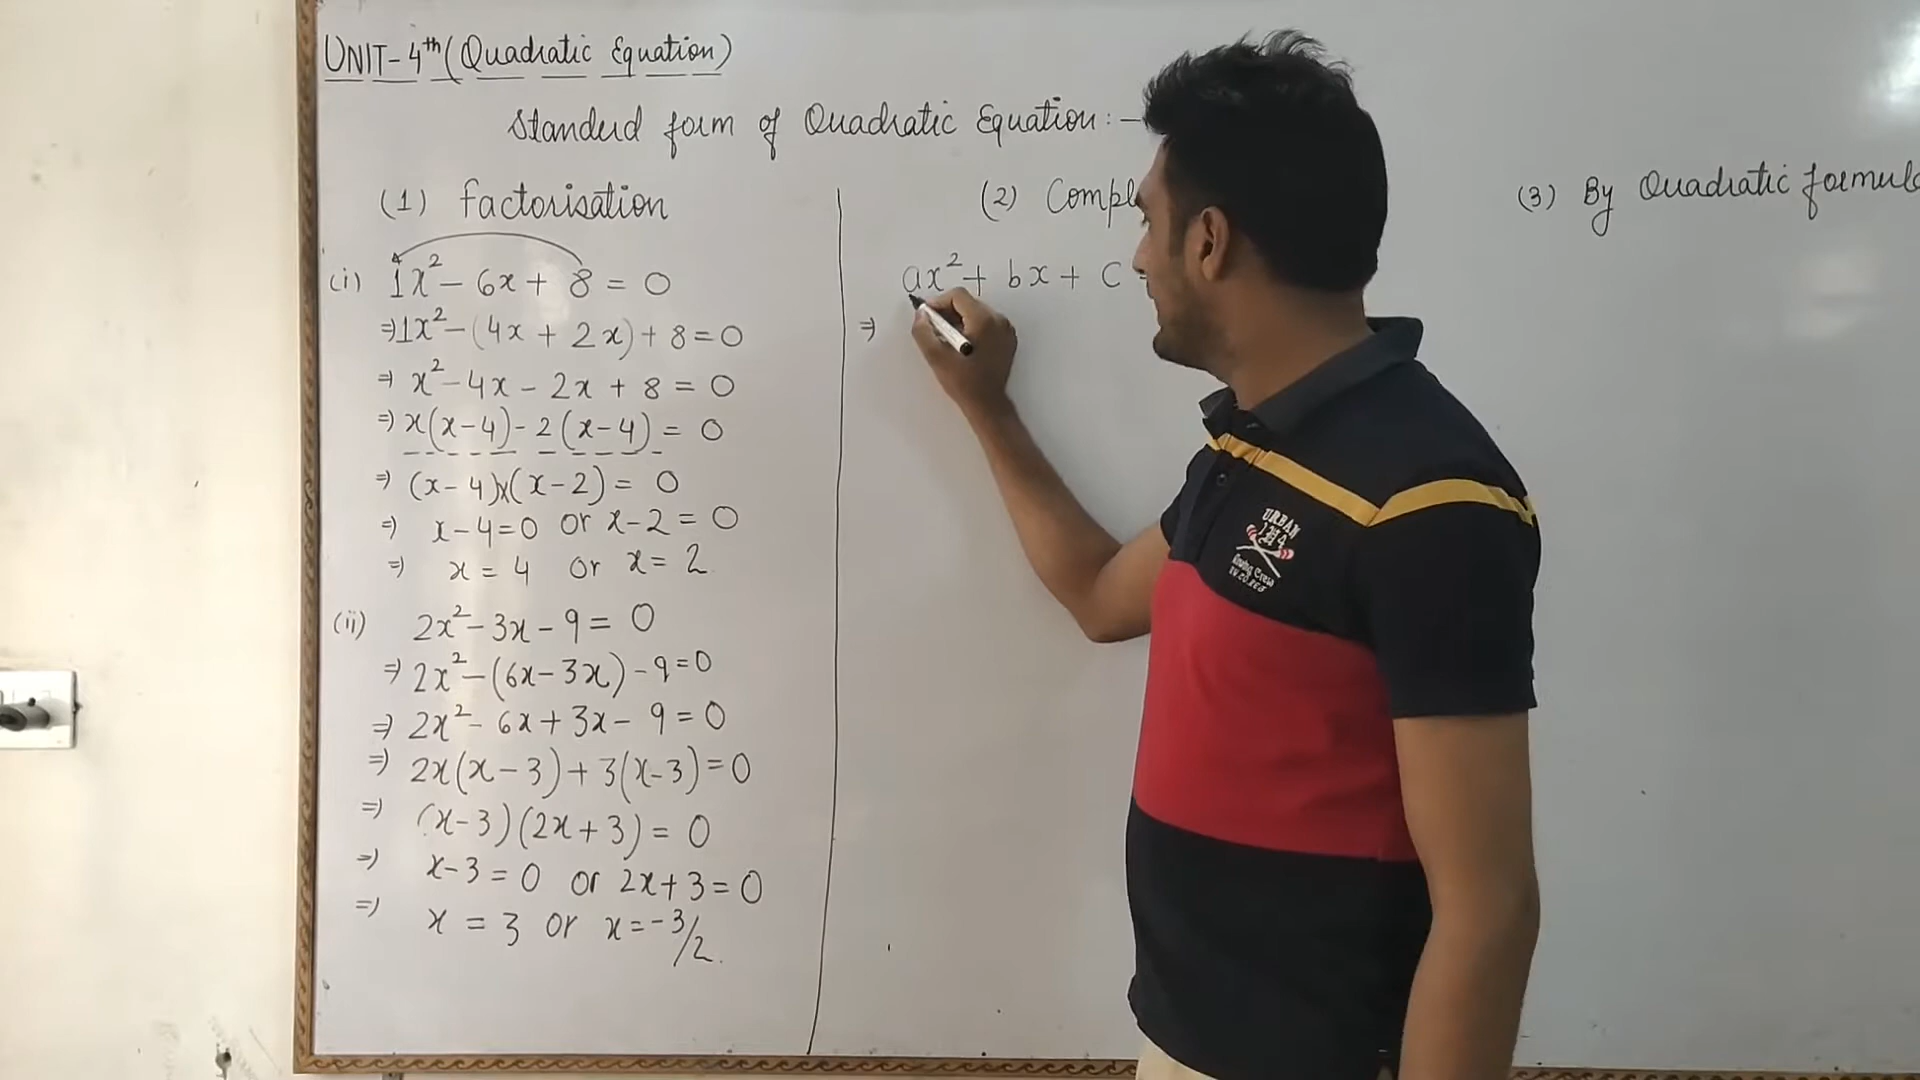 UNIT-4th (Quadratic Equation)
Standerd form of Quadratic Equation:-
(1) factorisation
(i) 1x² - 6x + 8 = 0
⇒ 1x² - (4x + 2x) + 8 = 0
⇒ x² - 4x - 2x + 8 = 0
⇒ x(x-4) - 2(x-4) = 0
⇒ (x-4)x(x-2) = 0
⇒ x-4=0 or x-2=0
⇒ x = 4 or x = 2
(ii) 2x² - 3x - 9 = 0
⇒ 2x² - (6x - 3x) - 9 = 0
⇒ 2x² - 6x + 3x - 9 = 0
⇒ 2x(x-3) + 3(x-3) = 0
⇒ (x-3)(2x+3) = 0
⇒ x-3=0 or 2x+3=0
⇒ x = 3 or x = -3/2.
(2) Compl
ax² + bx + c
⇒
(3) By Quadratic formula
URBAN